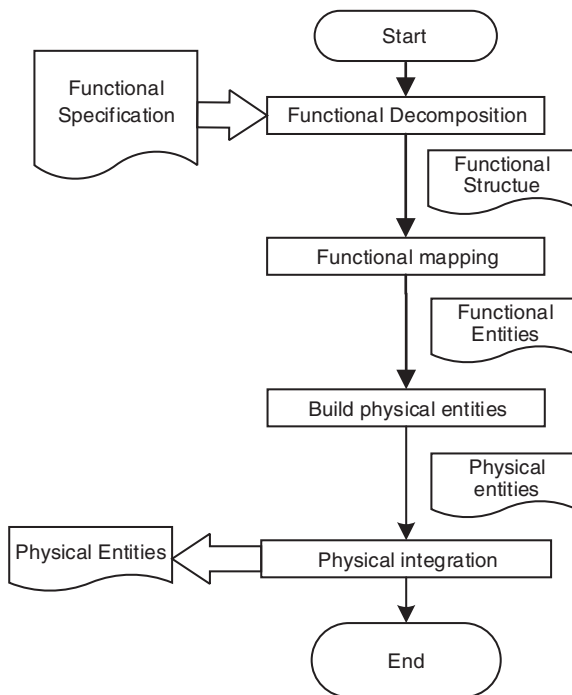 Start
Functional
Specification
Functional Decomposition
Functional
Structue
Functional mapping
Functional
Entities
Build physical entities
Physical
entities
Physical Entities
Physical integration
End